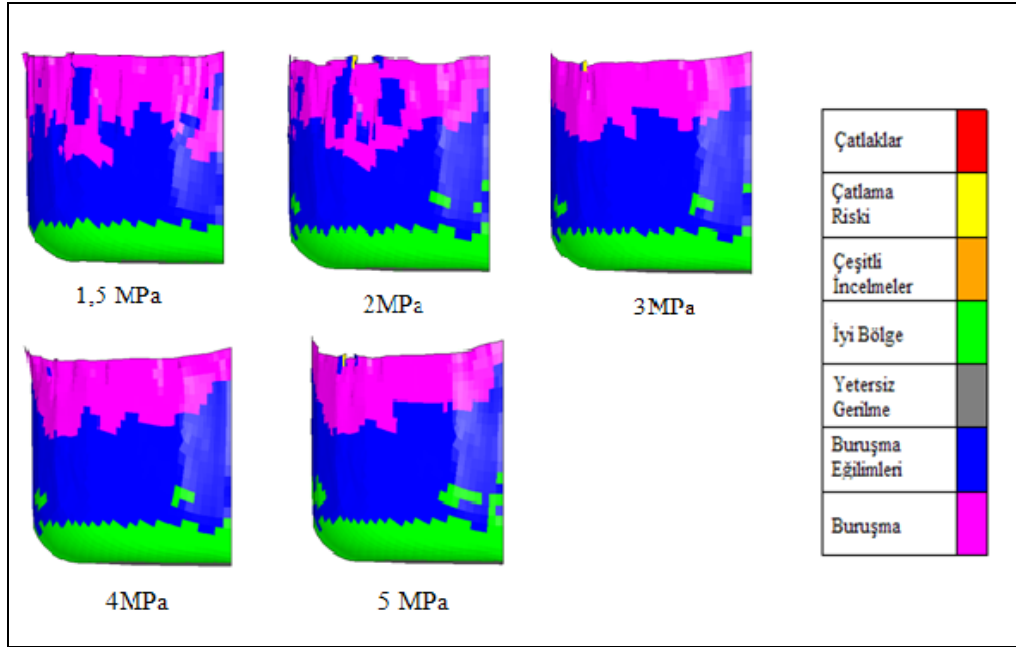 1,5 MPa
2MPa
3MPa
4MPa
5 MPa
Çatlaklar
Çatlama
Riski
Çeşitli
İncelmeler
İyi Bölge
Yetersiz
Gerilme
Buruşma
Eğilimleri
Buruşma